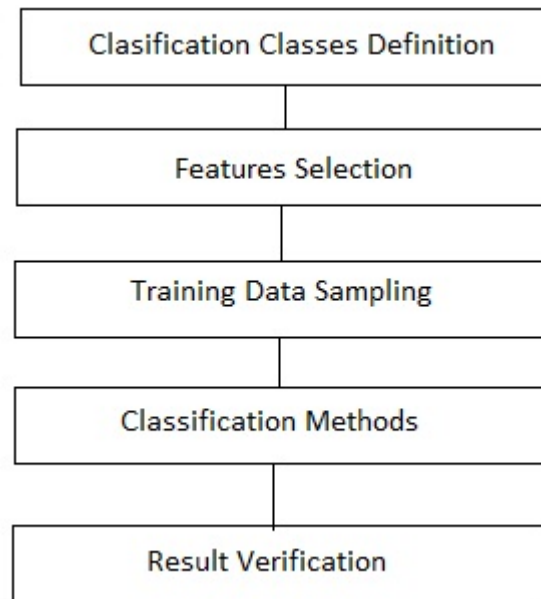 Clasification Classes Definition
Features Selection
Training Data Sampling
Classification Methods
Result Verification